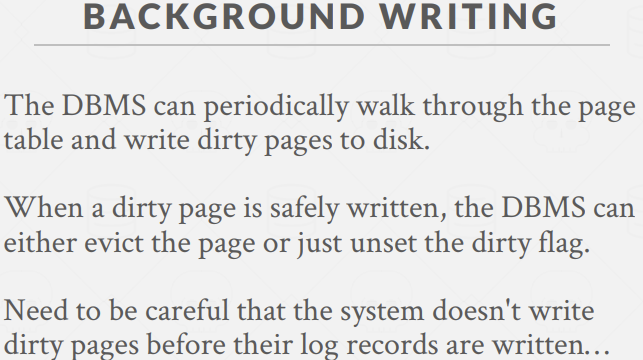 BACKGROUND WRITING
The DBMS can periodically walk through the page
table and write dirty pages to disk.
When a dirty page is safely written, the DBMS can
either evict the page or just unset the dirty flag.
Need to be careful that the system doesn't write
dirty pages before their log records are written…